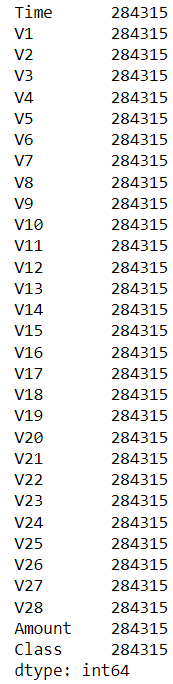 Time 284315
V1 284315
V2 284315
V3 284315
V4 284315
V5 284315
V6 284315
V7 284315
V8 284315
V9 284315
V10 284315
V11 284315
V12 284315
V13 284315
V14 284315
V15 284315
V16 284315
V17 284315
V18 284315
V19 284315
V20 284315
V21 284315
V22 284315
V23 284315
V24 284315
V25 284315
V26 284315
V27 284315
V28 284315
Amount 284315
Class 284315
dtype: int64